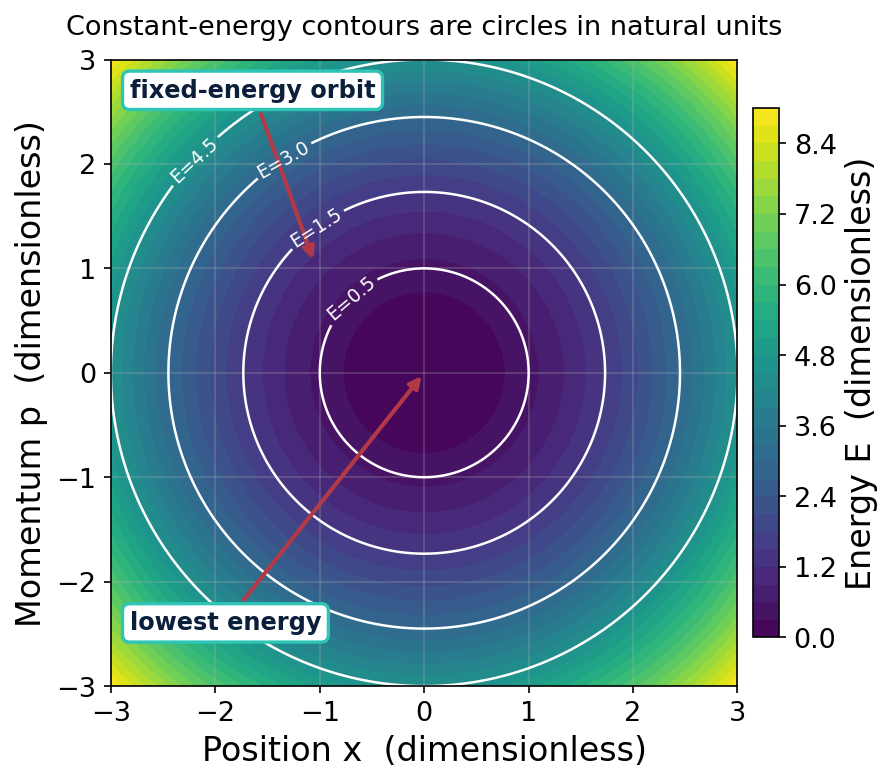 Constant-energy contours are circles in natural units
fixed-energy orbit
E=4.5
E=3.0
E=1.5
E=0.5
lowest energy
3
2
1
0
−1
−2
−3
Momentum p (dimensionless)
−3 −2 −1 0 1 2 3
Position x (dimensionless)
8.4
7.2
6.0
4.8
3.6
2.4
1.2
0.0
Energy E (dimensionless)